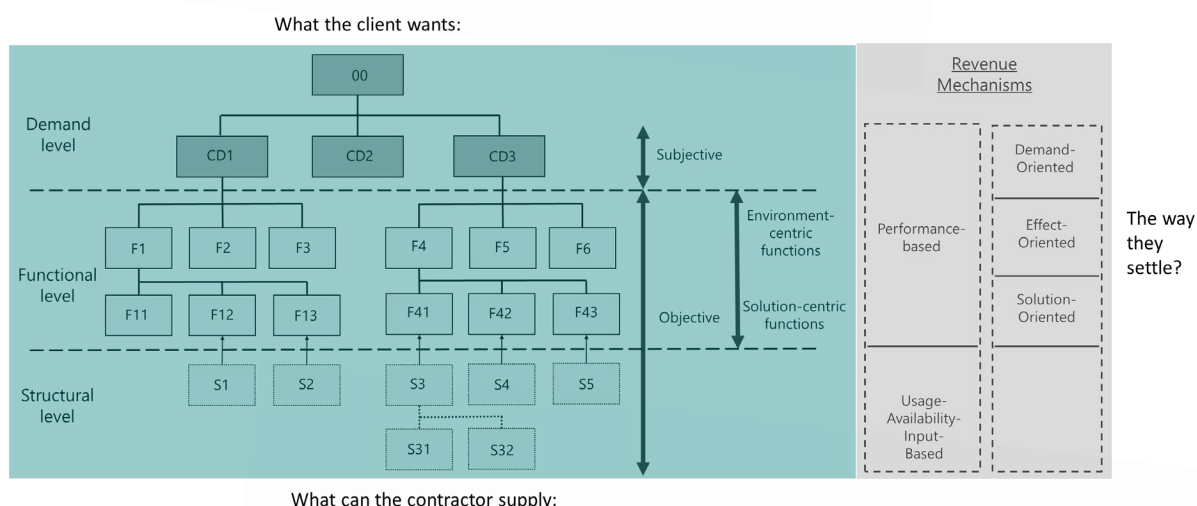 What the client wants:
Revenue
Mechanisms
00
Demand
level
CD1
CD2
CD3
Subjective
Demand-
Oriented
F1
F2
F3
F4
F5
F6
Environment-
centric
functions
Performance-
based
Effect-
Oriented
The way
they
settle?
Functional
level
F11
F12
F13
F41
F42
F43
Objective
Solution-centric
functions
Solution-
Oriented
Structural
level
S1
S2
S3
S4
S5
S31
S32
Usage-
Availability-
Input-
Based
What can the contractor supply: